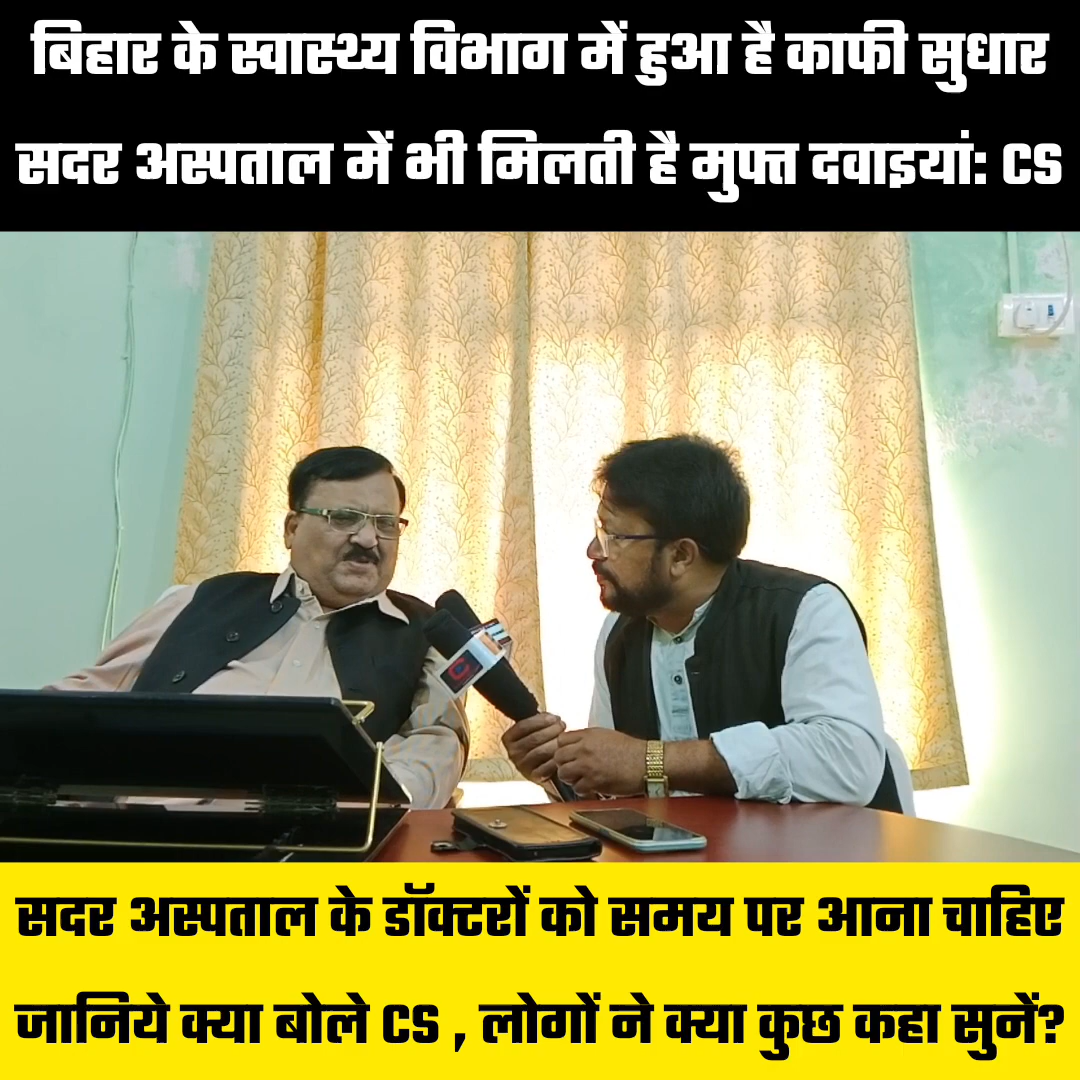 बिहार के स्वास्थ्य विभाग में हुआ है काफी सुधार
सदर अस्पताल में भी मिलती है मुफ्त दवाइयां: CS
C
सदर अस्पताल के डॉक्टरों को समय पर आना चाहिए
जानिये क्या बोले CS , लोगों ने क्या कुछ कहा सुनें?